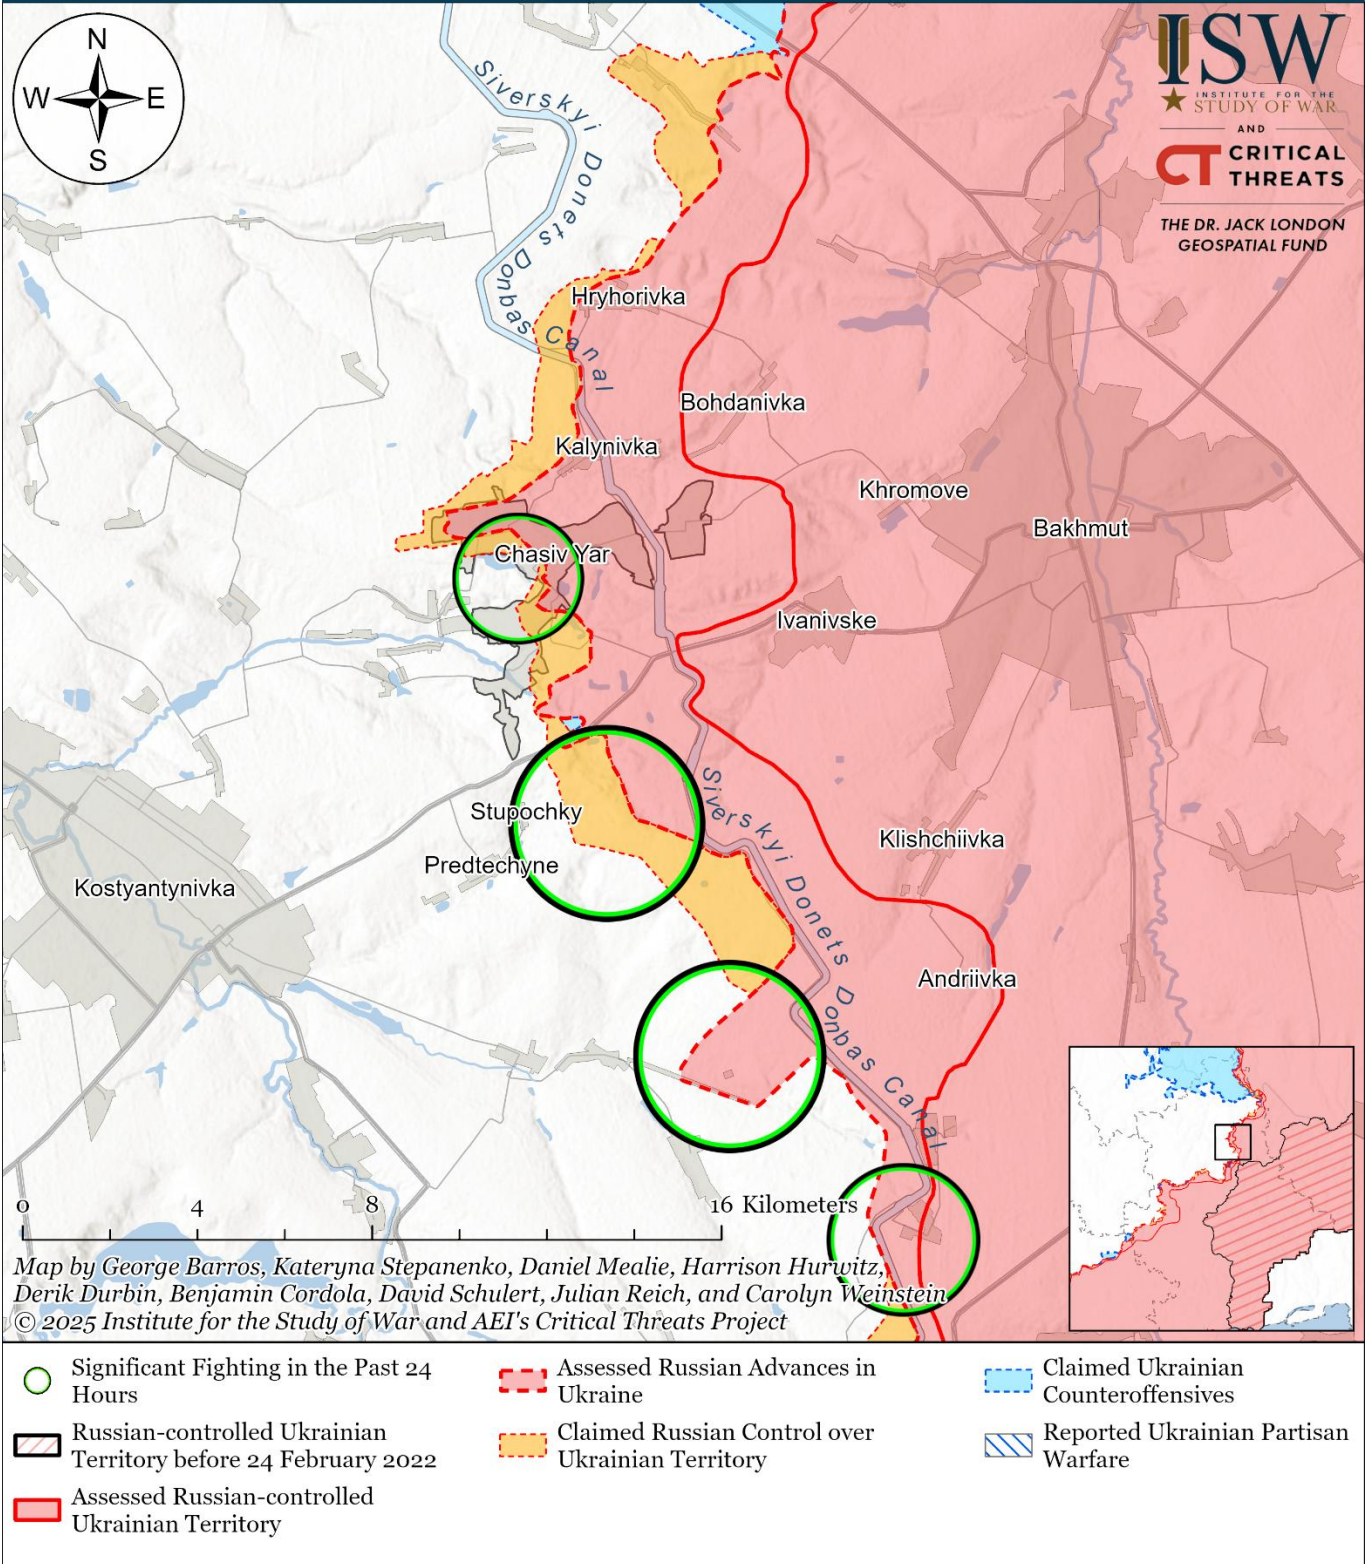 N
W
E
S
ISW
INSTITUTE FOR THE
STUDY OF WAR
AND
CT CRITICAL
THREATS
THE DR. JACK LONDON
GEOSPATIAL FUND
Siverskyi Donets Donbas Canal
Hryhorivka
Bohdanivka
Kalynivka
Khromove
Bakhmut
Chasiv Yar
Ivanivske
Siverskyi Donets Donbas Canal
Stupochky
Klishchiivka
Predtechyne
Kostyantynivka
Andriivka
0 4 8 16 Kilometers
Map by George Barros, Kateryna Stepanenko, Daniel Mealie, Harrison Hurwitz,
Derik Durbin, Benjamin Cordola, David Schulert, Julian Reich, and Carolyn Weinstein
© 2025 Institute for the Study of War and AEI's Critical Threats Project
Significant Fighting in the Past 24
Hours
Russian-controlled Ukrainian
Territory before 24 February 2022
Assessed Russian-controlled
Ukrainian Territory
Assessed Russian Advances in
Ukraine
Claimed Russian Control over
Ukrainian Territory
Claimed Ukrainian
Counteroffensives
Reported Ukrainian Partisan
Warfare